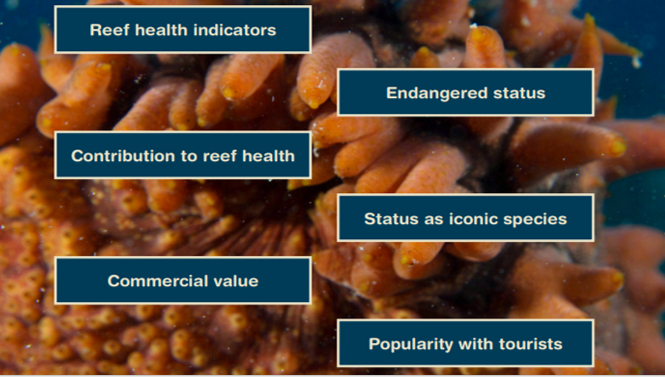 Reef health indicators
Endangered status
Contribution to reef health
Status as iconic species
Commercial value
Popularity with tourists